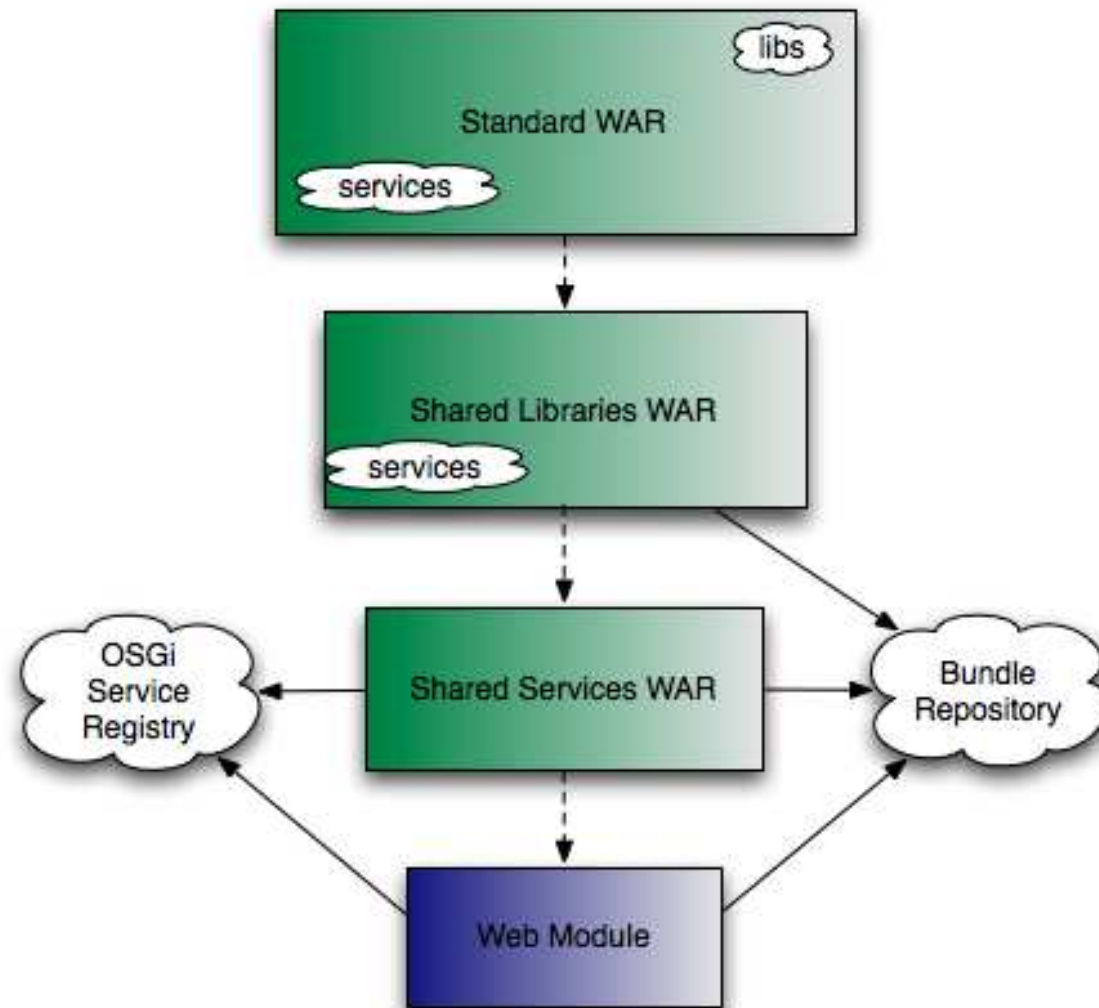 libs
Standard WAR
services
Shared Libraries WAR
services
OSGi
Service
Registry
Shared Services WAR
Bundle
Repository
Web Module